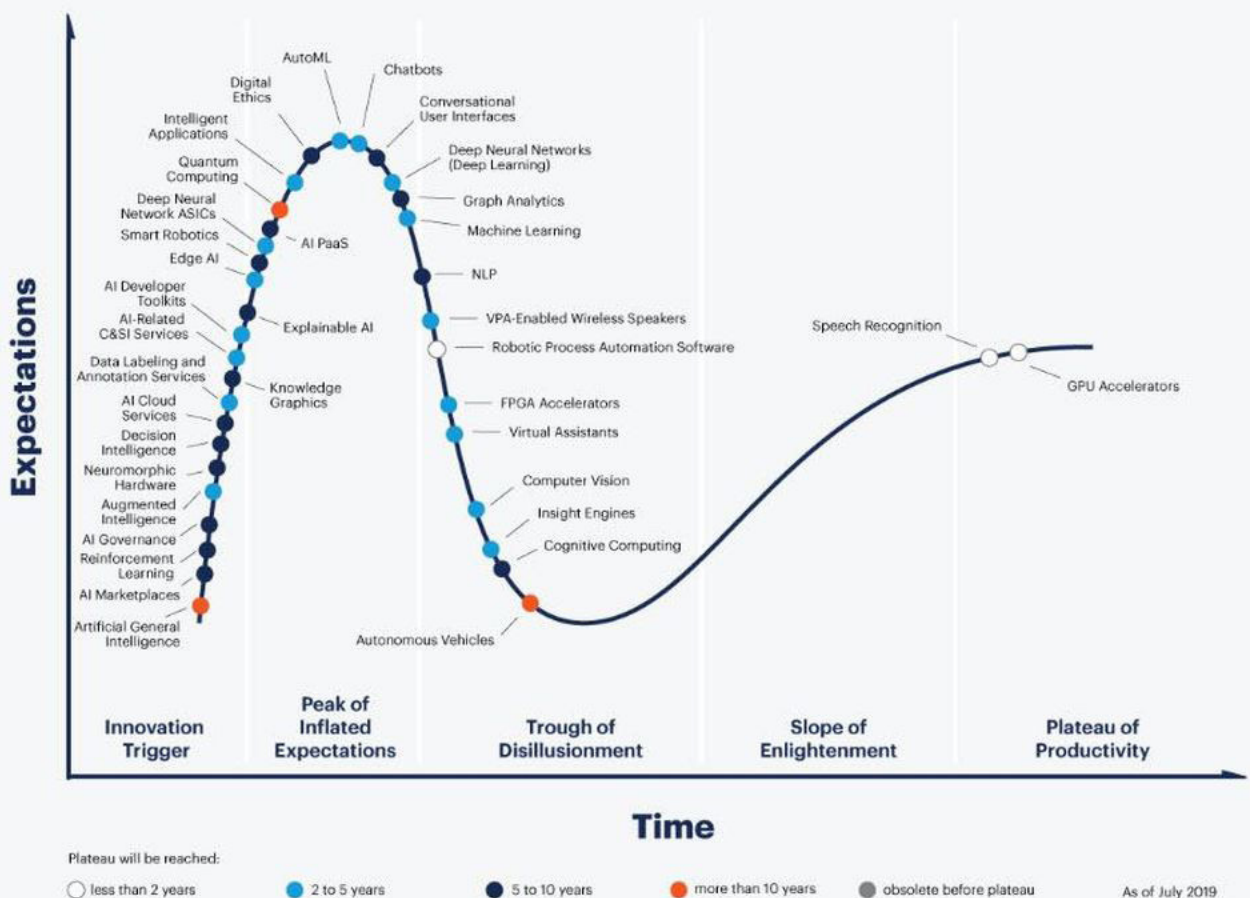 AutoML
Chatbots
Digital
Ethics
Conversational
User Interfaces
Intelligent
Applications
Deep Neural Networks
(Deep Learning)
Quantum
Computing
Graph Analytics
Deep Neural
Network ASICs
Machine Learning
Smart Robotics
AI PaaS
Edge AI
NLP
AI Developer
Toolkits
Explainable AI
AI-Related
C&SI Services
VPA-Enabled Wireless Speakers
Robotic Process Automation Software
Speech Recognition
GPU Accelerators
Data Labeling and
Annotation Services
Knowledge
Graphics
AI Cloud
Services
FPGA Accelerators
Decision
Intelligence
Virtual Assistants
Neuromorphic
Hardware
Computer Vision
Augmented
Intelligence
Insight Engines
AI Governance
Cognitive Computing
Reinforcement
Learning
AI Marketplaces
Artificial General
Intelligence
Autonomous Vehicles
Expectations
Innovation
Trigger
Peak of
Inflated
Expectations
Trough of
Disillusionment
Slope of
Enlightenment
Plateau of
Productivity
Time
Plateau will be reached:
less than 2 years
2 to 5 years
5 to 10 years
more than 10 years
obsolete before plateau
As of July 2019